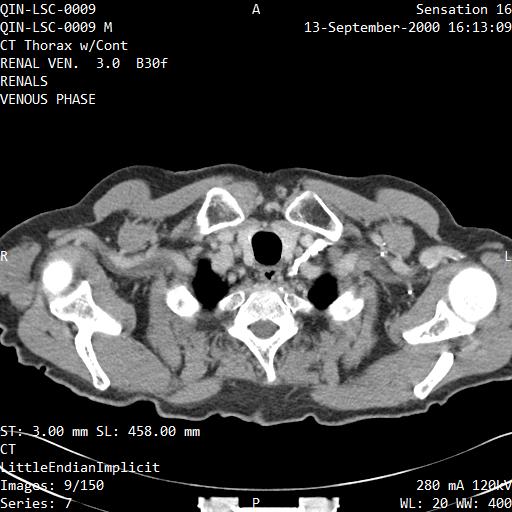 QIN-LSC-0009
A
Sensation 16
QIN-LSC-0009 M
13-September-2000 16:13:09
CT Thorax w/Cont
RENAL VEN. 3.0 B30f
RENALS
VENOUS PHASE
R
L
ST: 3.00 mm SL: 458.00 mm
CT
LittleEndianImplicit
Images: 9/150
280 mA 120kV
Series: 7
P
WL: 20 WW: 400